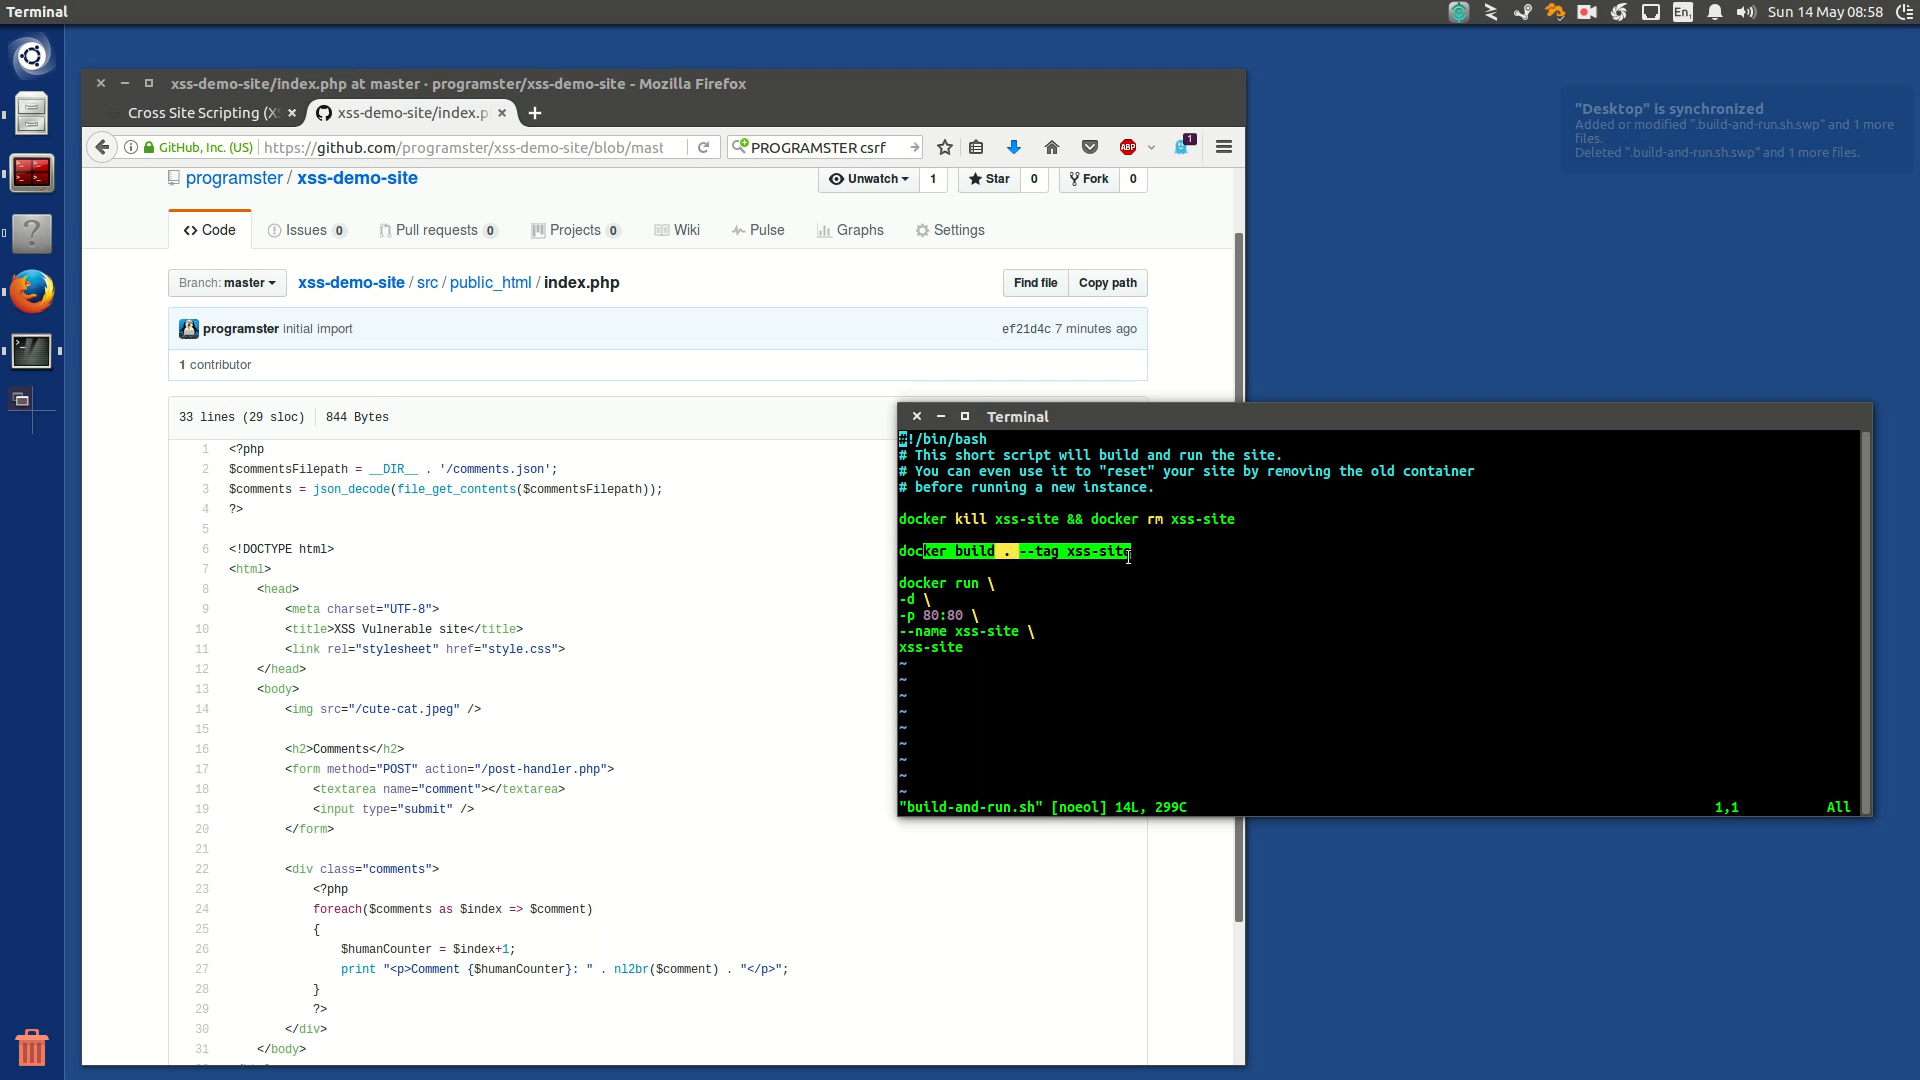 Terminal
En
Sun 14 May 08:58
xss-demo-site/index.php at master · programster/xss-demo-site - Mozilla Firefox
Cross Site Scripting (XS
xss-demo-site/index.p
GitHub, Inc. (US)
https://github.com/programster/xss-demo-site/blob/mast
PROGRAMSTER csrf
ABP
1
"Desktop" is synchronized
Added or modified ".build-and-run.sh.swp" and 1 more
files.
Deleted ".build-and-run.sh.swp" and 1 more files.
programster / xss-demo-site
Unwatch 1 Star 0 Fork 0
Code Issues 0 Pull requests 0 Projects 0 Wiki Pulse Graphs Settings
Branch: master xss-demo-site / src / public_html / index.php Find file Copy path
programster initial import ef21d4c 7 minutes ago
1 contributor
33 lines (29 sloc) 844 Bytes
1 <?php
2 $commentsFilepath = __DIR__ . '/comments.json';
3 $comments = json_decode(file_get_contents($commentsFilepath));
4 ?>
5
6 <!DOCTYPE html>
7 <html>
8 <head>
9 <meta charset="UTF-8">
10 <title>XSS Vulnerable site</title>
11 <link rel="stylesheet" href="style.css">
12 </head>
13 <body>
14 <img src="/cute-cat.jpeg" />
15
16 <h2>Comments</h2>
17 <form method="POST" action="/post-handler.php">
18 <textarea name="comment"></textarea>
19 <input type="submit" />
20 </form>
21
22 <div class="comments">
23 <?php
24 foreach($comments as $index => $comment)
25 {
26 $humanCounter = $index+1;
27 print "<p>Comment {$humanCounter}: " . nl2br($comment) . "</p>";
28 }
29 ?>
30 </div>
31 </body>
Terminal
#!/bin/bash
# This short script will build and run the site.
# You can even use it to "reset" your site by removing the old container
# before running a new instance.
docker kill xss-site && docker rm xss-site
docker build . --tag xss-site
docker run \
-d \
-p 80:80 \
--name xss-site \
xss-site
~
~
~
~
~
~
~
~
~
"build-and-run.sh" [noeol] 14L, 299C 1,1 All